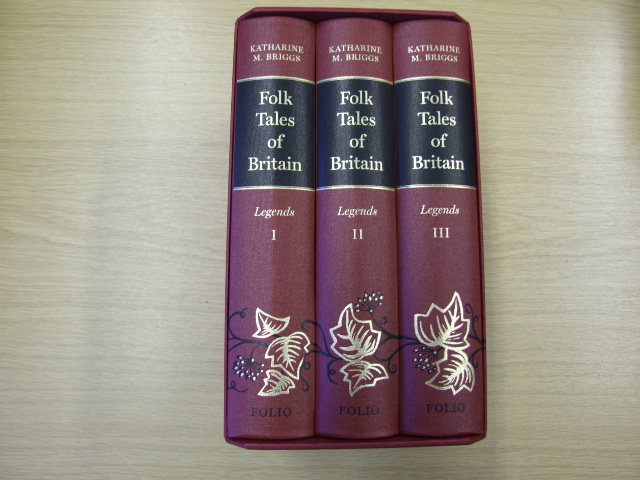 KATHARINE
M. BRIGGS
Folk
Tales
of
Britain
Legends
I
FOLIO
KATHARINE
M. BRIGGS
Folk
Tales
of
Britain
Legends
II
FOLIO
KATHARINE
M. BRIGGS
Folk
Tales
of
Britain
Legends
III
FOLIO